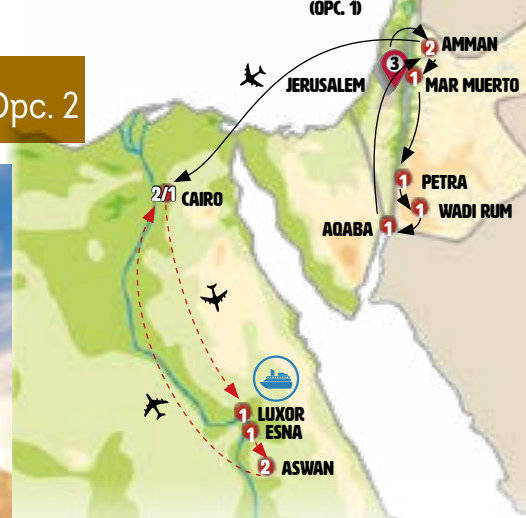 (OPC. 1)
2 AMMAN
3
JERUSALEM
1 MAR MUERTO
Opc. 2
1 PETRA
2/1 CAIRO
1 WADI RUM
AQABA 1
1 LUXOR
1 ESNA
2 ASWAN